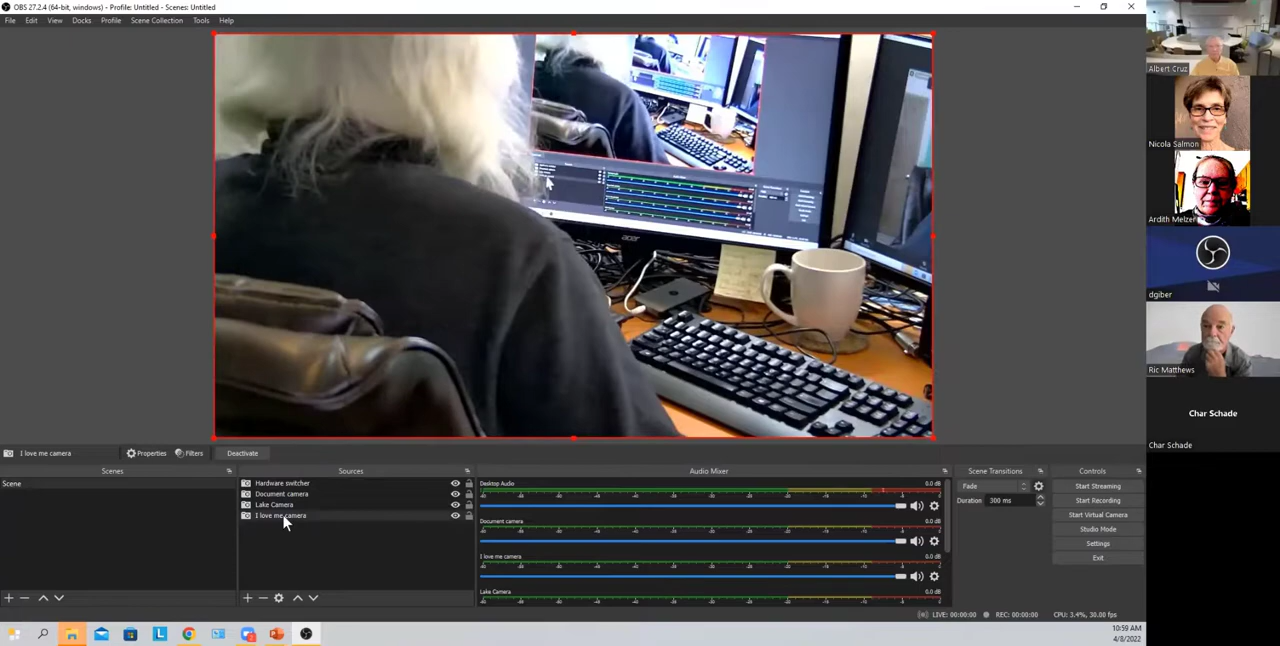 OBS 27.2.4 (64-bit, windows) - Profile: Untitled - Scenes: Untitled
File Edit View Docks Profile Scene Collection Tools Help
acer
I love me camera
Properties
Filters
Deactivate
Scenes
Scene
Sources
Hardware switcher
Document camera
Lake Camera
I love me camera
Audio Mixer
Desktop Audio 0.0 dB
Document camera 0.0 dB
I love me camera 0.0 dB
Lake Camera 0.0 dB
Scene Transitions
Fade
Duration 300 ms
Controls
Start Streaming
Start Recording
Start Virtual Camera
Studio Mode
Settings
Exit
LIVE: 00:00:00 REC: 00:00:00 CPU: 3.4%, 30.00 fps
10:59 AM
4/8/2022
Albert Cruz
Nicola Salmon
Ardith Melzer
dgiber
Ric Matthews
Char Schade
Char Schade